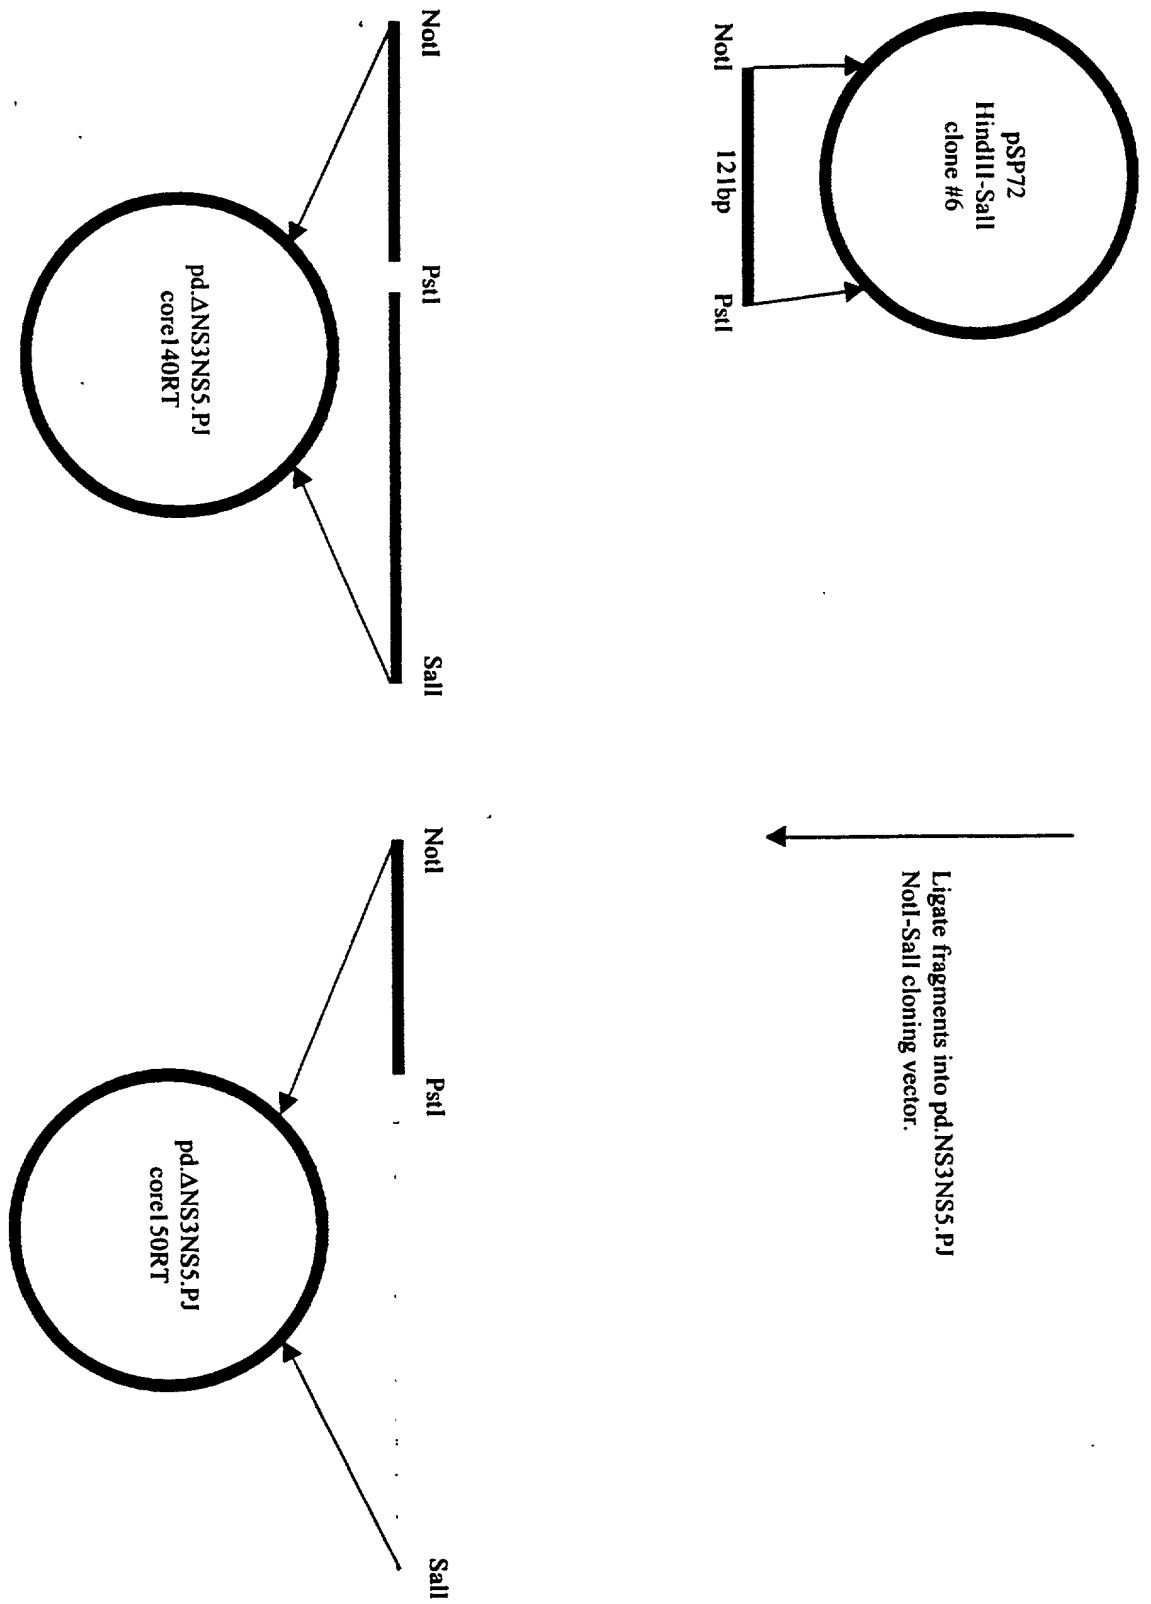 pSP72
HindIII-SalI
clone #6
NotI
121bp
PstI
Ligate fragments into pd.NS3NS5.PJ
NotI-SalI cloning vector.
NotI
PstI
SalI
pd.ΔNS3NS5.PJ
core140RT
NotI
PstI
SalI
pd.ΔNS3NS5.PJ
core150RT